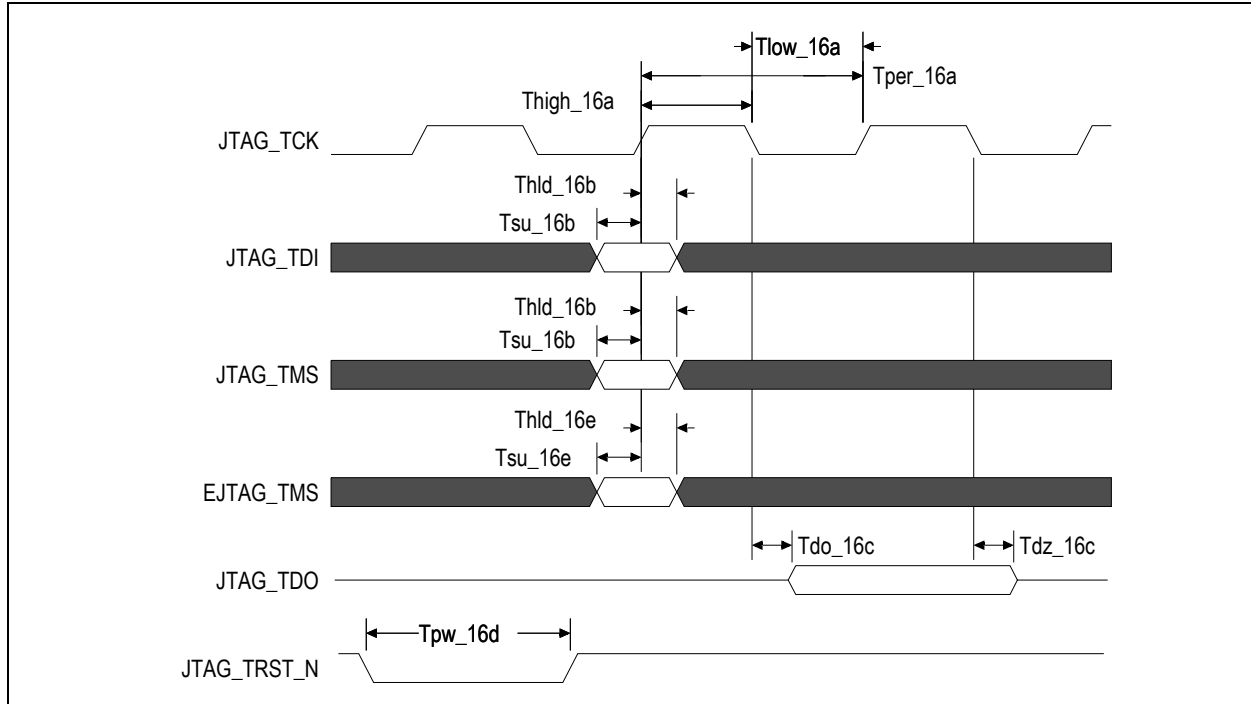 Tlow_16a
Tper_16a
Thigh_16a
JTAG_TCK
Thld_16b
Tsu_16b
JTAG_TDI
Thld_16b
Tsu_16b
JTAG_TMS
Thld_16e
Tsu_16e
EJTAG_TMS
Tdo_16c
Tdz_16c
JTAG_TDO
Tpw_16d
JTAG_TRST_N